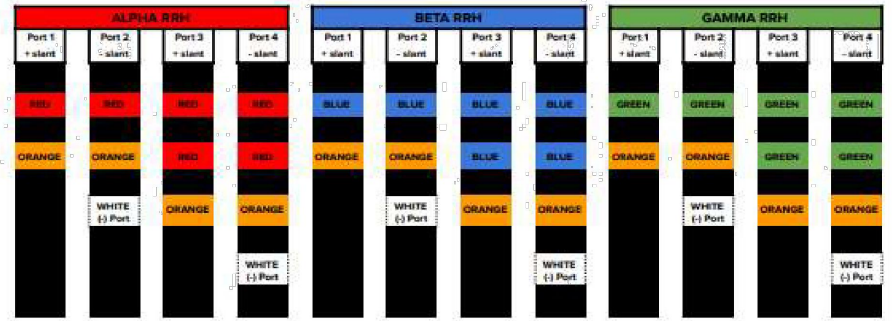 ALPHA RRH BETA RRH GAMMA RRH
Port 1 Port 2 Port 3 Port 4 Port 1 Port 2 Port 3 Port 4 Port 1 Port 2 Port 3 Port 4
+ slant - slant + slant - slant + slant - slant + slant - slant + slant - slant + slant - slant
RED RED RED RED BLUE BLUE BLUE BLUE GREEN GREEN GREEN GREEN
ORANGE ORANGE RED RED ORANGE ORANGE BLUE BLUE ORANGE ORANGE GREEN GREEN
WHITE ORANGE ORANGE WHITE ORANGE ORANGE WHITE ORANGE ORANGE
(-) Port (-) Port (-) Port
WHITE WHITE WHITE
(-) Port (-) Port (-) Port